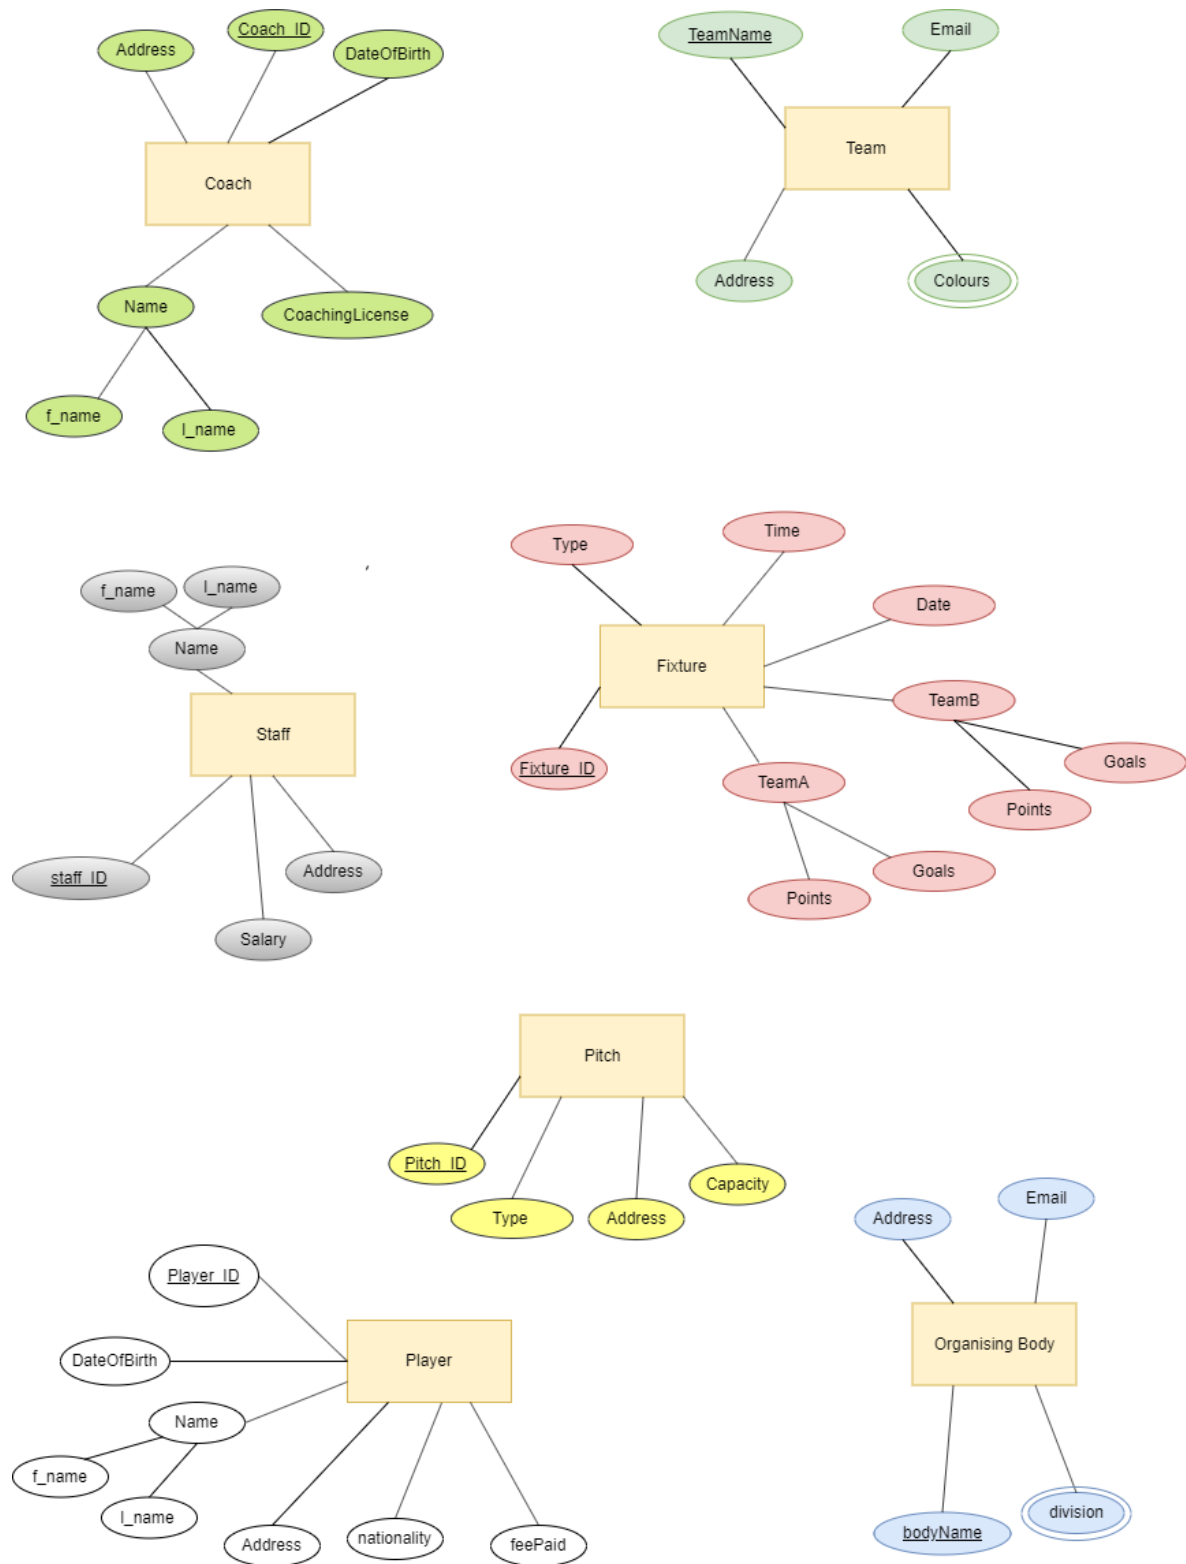 Coach_ID
Address
DateOfBirth
Coach
Name
CoachingLicense
f_name
l_name
TeamName
Email
Team
Address
Colours
f_name
l_name
Name
Staff
staff_ID
Address
Salary
Type
Time
Date
Fixture
TeamB
Fixture_ID
TeamA
Goals
Points
Goals
Points
Pitch
Pitch_ID
Type
Address
Capacity
Player_ID
DateOfBirth
Player
Name
f_name
l_name
Address
nationality
feePaid
Address
Email
Organising Body
bodyName
division